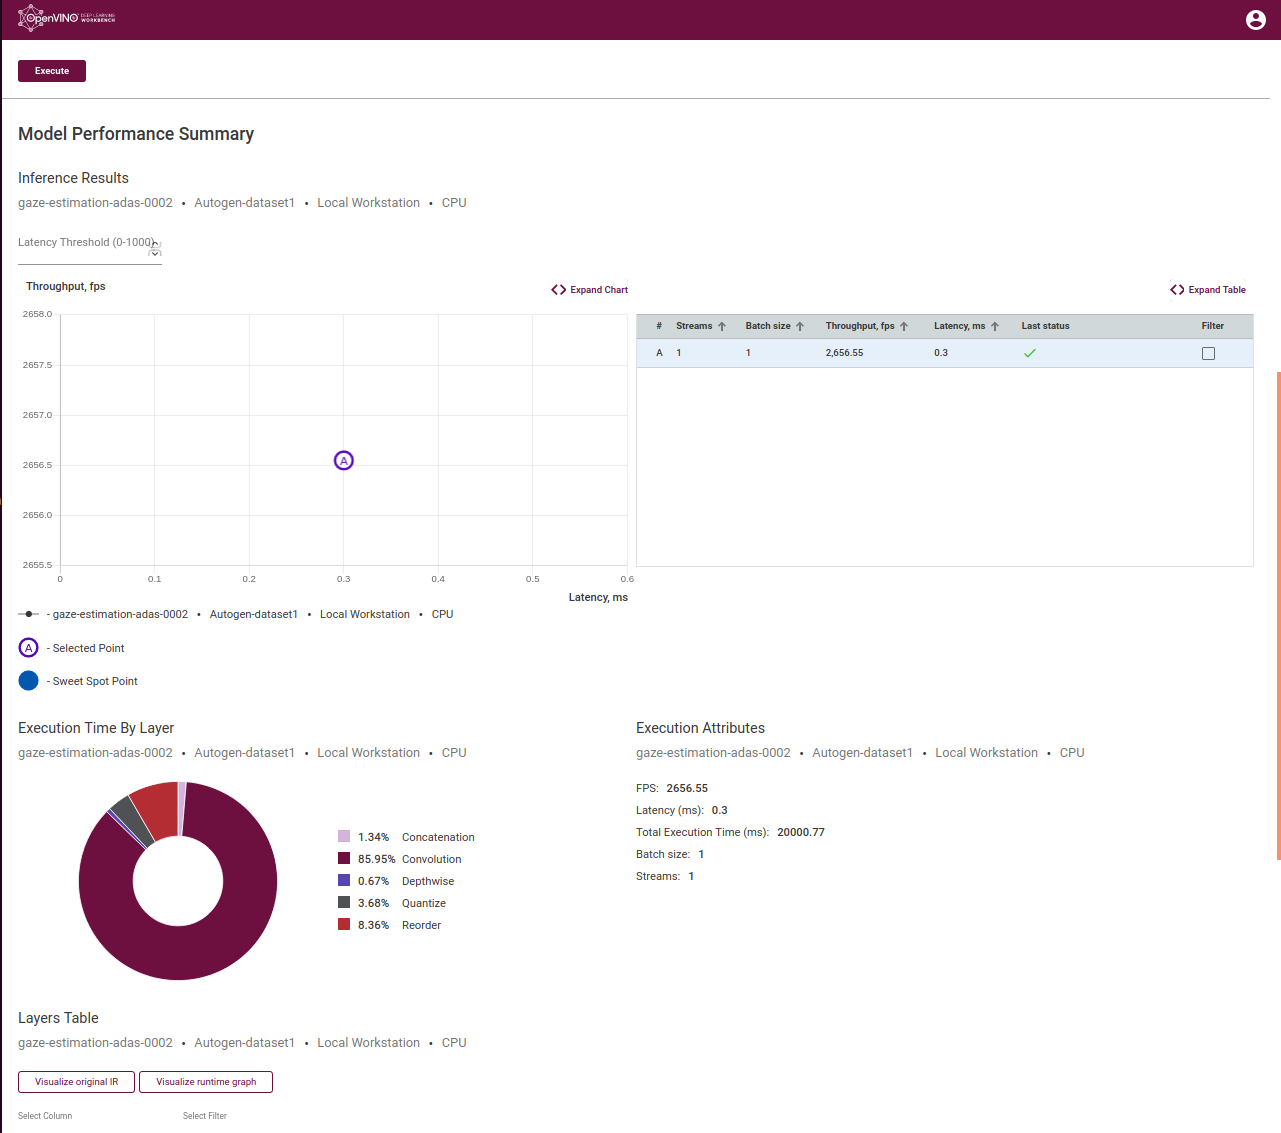 OpenVINO DEEP LEARNING WORKBENCH
Execute
Model Performance Summary
Inference Results
gaze-estimation-adas-0002 • Autogen-dataset1 • Local Workstation • CPU
Latency Threshold (0-1000)
Throughput, fps
Expand Chart
2658.0
2657.5
2657.0
2656.5
2656.0
2655.5
A
0 0.1 0.2 0.3 0.4 0.5 0.6
Latency, ms
Expand Table
# Streams Batch size Throughput, fps Latency, ms Last status Filter
A 1 1 2,656.55 0.3
- gaze-estimation-adas-0002 • Autogen-dataset1 • Local Workstation • CPU
A - Selected Point
- Sweet Spot Point
Execution Time By Layer
gaze-estimation-adas-0002 • Autogen-dataset1 • Local Workstation • CPU
1.34% Concatenation
85.95% Convolution
0.67% Depthwise
3.68% Quantize
8.36% Reorder
Execution Attributes
gaze-estimation-adas-0002 • Autogen-dataset1 • Local Workstation • CPU
FPS: 2656.55
Latency (ms): 0.3
Total Execution Time (ms): 20000.77
Batch size: 1
Streams: 1
Layers Table
gaze-estimation-adas-0002 • Autogen-dataset1 • Local Workstation • CPU
Visualize original IR Visualize runtime graph
Select Column Select Filter